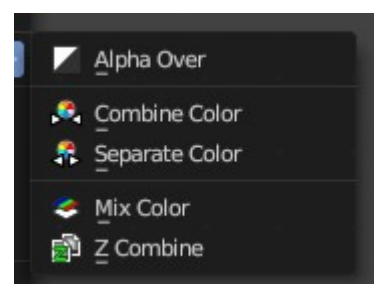 Alpha Over
Combine Color
Separate Color
Mix Color
Z Combine